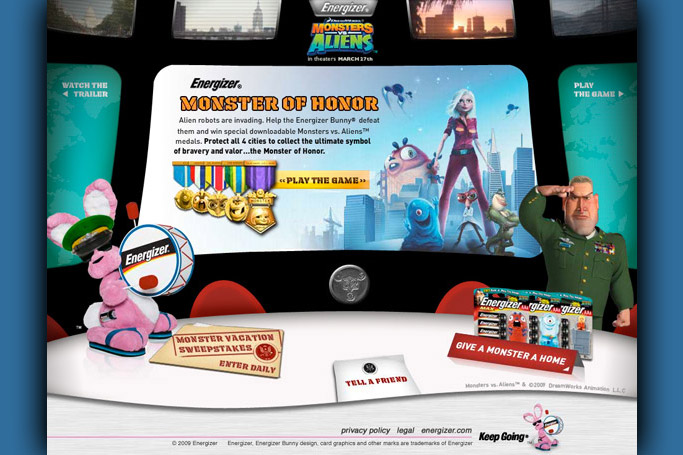 Energizer®
DreamWorks
MONSTERS
VS
ALIENS
in theaters MARCH 27th
WATCH THE
◄ TRAILER
PLAY
THE GAME ►
Energizer®
MONSTER OF HONOR
Alien robots are invading. Help the Energizer Bunny® defeat
them and win special downloadable Monsters vs. Aliens™
medals. Protect all 4 cities to collect the ultimate symbol
of bravery and valor...the Monster of Honor.
«PLAY THE GAME»
Energizer
™
MONSTER VACATION
SWEEPSTAKES
ENTER DAILY
TELL A FRIEND
Energizer
GIVE A MONSTER A HOME
Monsters vs. Aliens™ & ©2009 DreamWorks Animation L.L.C.
privacy policy legal energizer.com
© 2009 Energizer Energizer, Energizer Bunny design, card graphics and other marks are trademarks of Energizer
Keep Going®